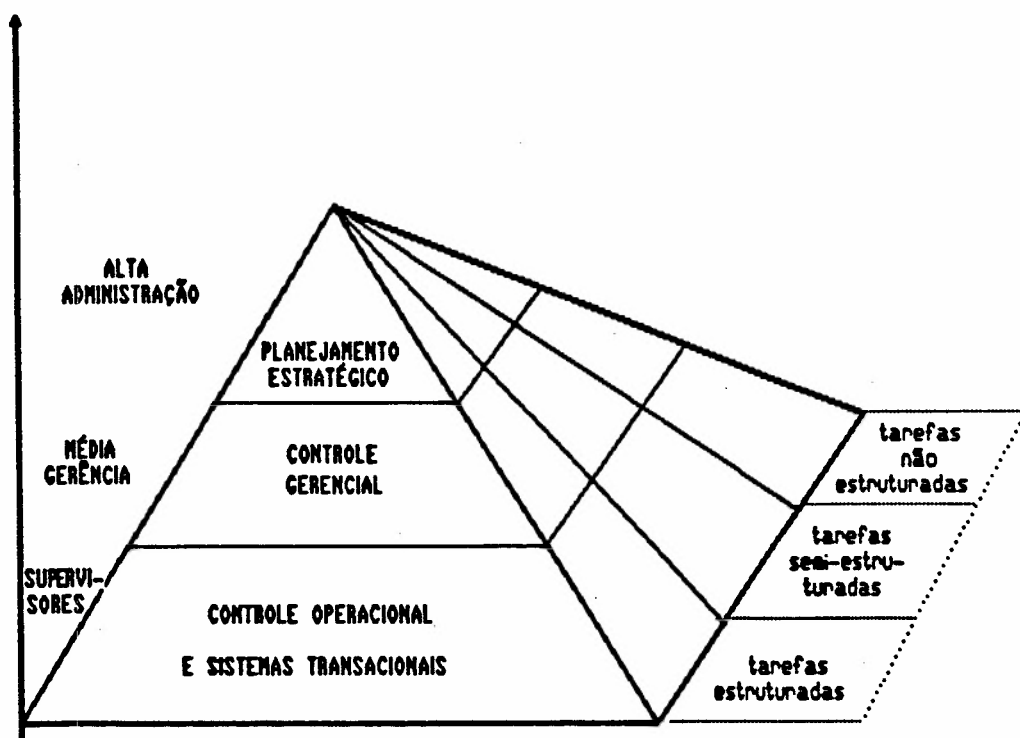 ALTA
ADMINISTRAÇÃO
PLANEJAMENTO
ESTRATÉGICO
MÉDIA
GERÊNCIA
CONTROLE
GERENCIAL
SUPERVI-
SORES
CONTROLE OPERACIONAL
E SISTEMAS TRANSACIONAIS
tarefas
não
estruturadas
tarefas
semi-estru-
turadas
tarefas
estruturadas